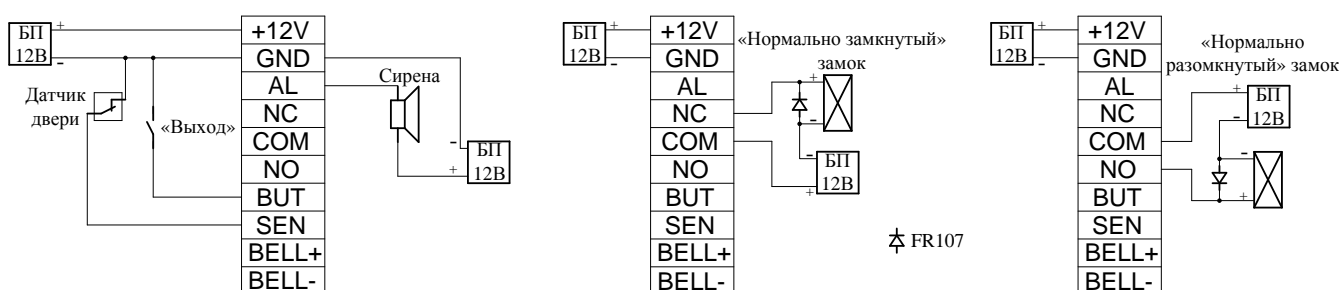 БП
12В
+
-
Датчик
двери
«Выход»
+12V
GND
AL
NC
COM
NO
BUT
SEN
BELL+
BELL-
Сирена
-
+
БП
12В
БП
12В
+
-
+12V
GND
AL
NC
COM
NO
BUT
SEN
BELL+
BELL-
«Нормально замкнутый»
замок
+
-
-
+
БП
12В
FR107
БП
12В
+
-
+12V
GND
AL
NC
COM
NO
BUT
SEN
BELL+
BELL-
«Нормально
разомкнутый» замок
+
-
БП
12В
-
+